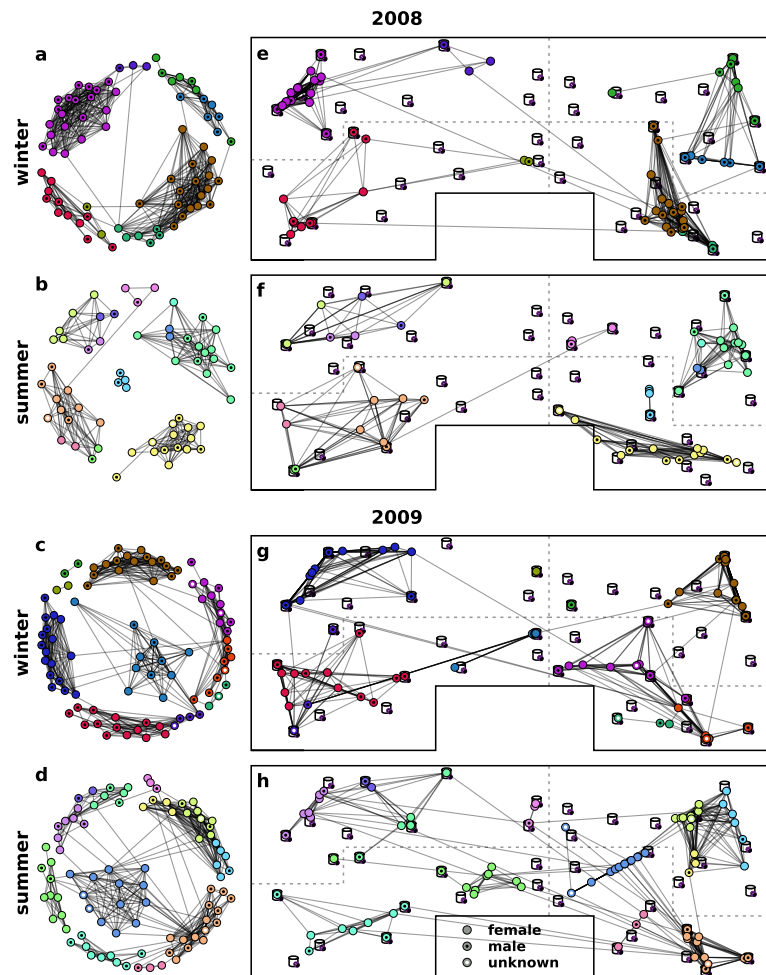 2008
a
e
winter
b
f
summer
2009
c
g
winter
d
h
summer
female
male
unknown